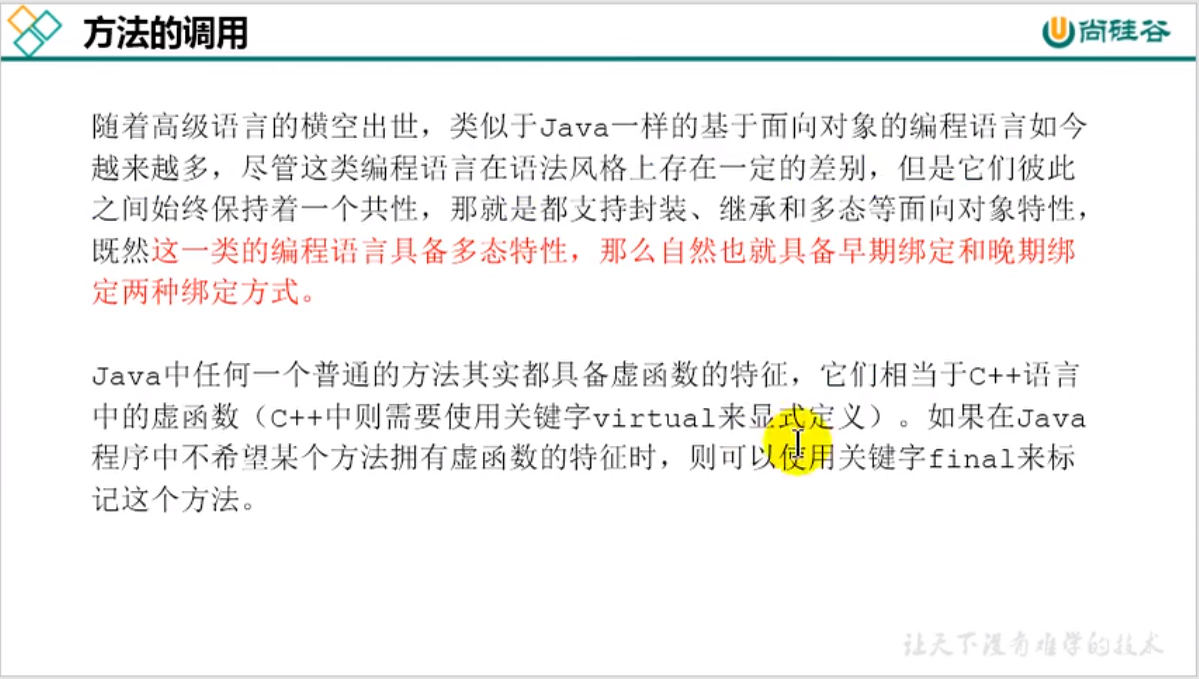 方法的调用
尚硅谷
随着高级语言的横空出世，类似于Java一样的基于面向对象的编程语言如今
越来越多，尽管这类编程语言在语法风格上存在一定的差别，但是它们彼此
之间始终保持着一个共性，那就是都支持封装、继承和多态等面向对象特性，
既然这一类的编程语言具备多态特性，那么自然也就具备早期绑定和晚期绑
定两种绑定方式。
Java中任何一个普通的方法其实都具备虚函数的特征，它们相当于C++语言
中的虚函数（C++中则需要使用关键字virtual来显式定义）。如果在Java
程序中不希望某个方法拥有虚函数的特征时，则可以使用关键字final来标
记这个方法。
让天下没有难学的技术